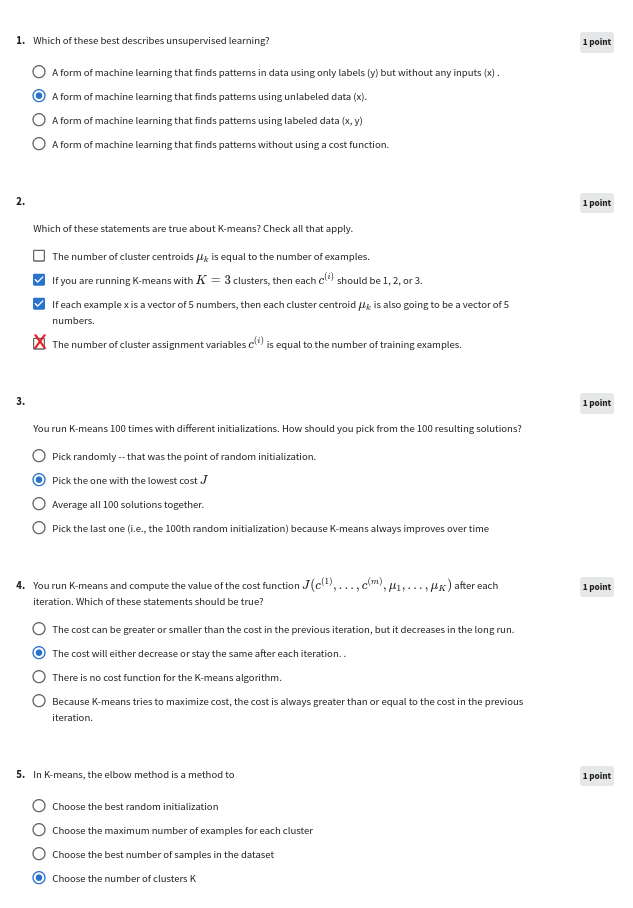 1. Which of these best describes unsupervised learning? 1 point
A form of machine learning that finds patterns in data using only labels (y) but without any inputs (x) .
A form of machine learning that finds patterns using unlabeled data (x).
A form of machine learning that finds patterns using labeled data (x, y)
A form of machine learning that finds patterns without using a cost function.
2. 1 point
Which of these statements are true about K-means? Check all that apply.
The number of cluster centroids μ_k is equal to the number of examples.
If you are running K-means with K = 3 clusters, then each c^(i) should be 1, 2, or 3.
If each example x is a vector of 5 numbers, then each cluster centroid μ_k is also going to be a vector of 5
numbers.
The number of cluster assignment variables c^(i) is equal to the number of training examples.
3. 1 point
You run K-means 100 times with different initializations. How should you pick from the 100 resulting solutions?
Pick randomly -- that was the point of random initialization.
Pick the one with the lowest cost J
Average all 100 solutions together.
Pick the last one (i.e., the 100th random initialization) because K-means always improves over time
4. You run K-means and compute the value of the cost function J(c^(1), . . . , c^(m), μ_1, . . . , μ_K) after each 1 point
iteration. Which of these statements should be true?
The cost can be greater or smaller than the cost in the previous iteration, but it decreases in the long run.
The cost will either decrease or stay the same after each iteration. .
There is no cost function for the K-means algorithm.
Because K-means tries to maximize cost, the cost is always greater than or equal to the cost in the previous
iteration.
5. In K-means, the elbow method is a method to 1 point
Choose the best random initialization
Choose the maximum number of examples for each cluster
Choose the best number of samples in the dataset
Choose the number of clusters K